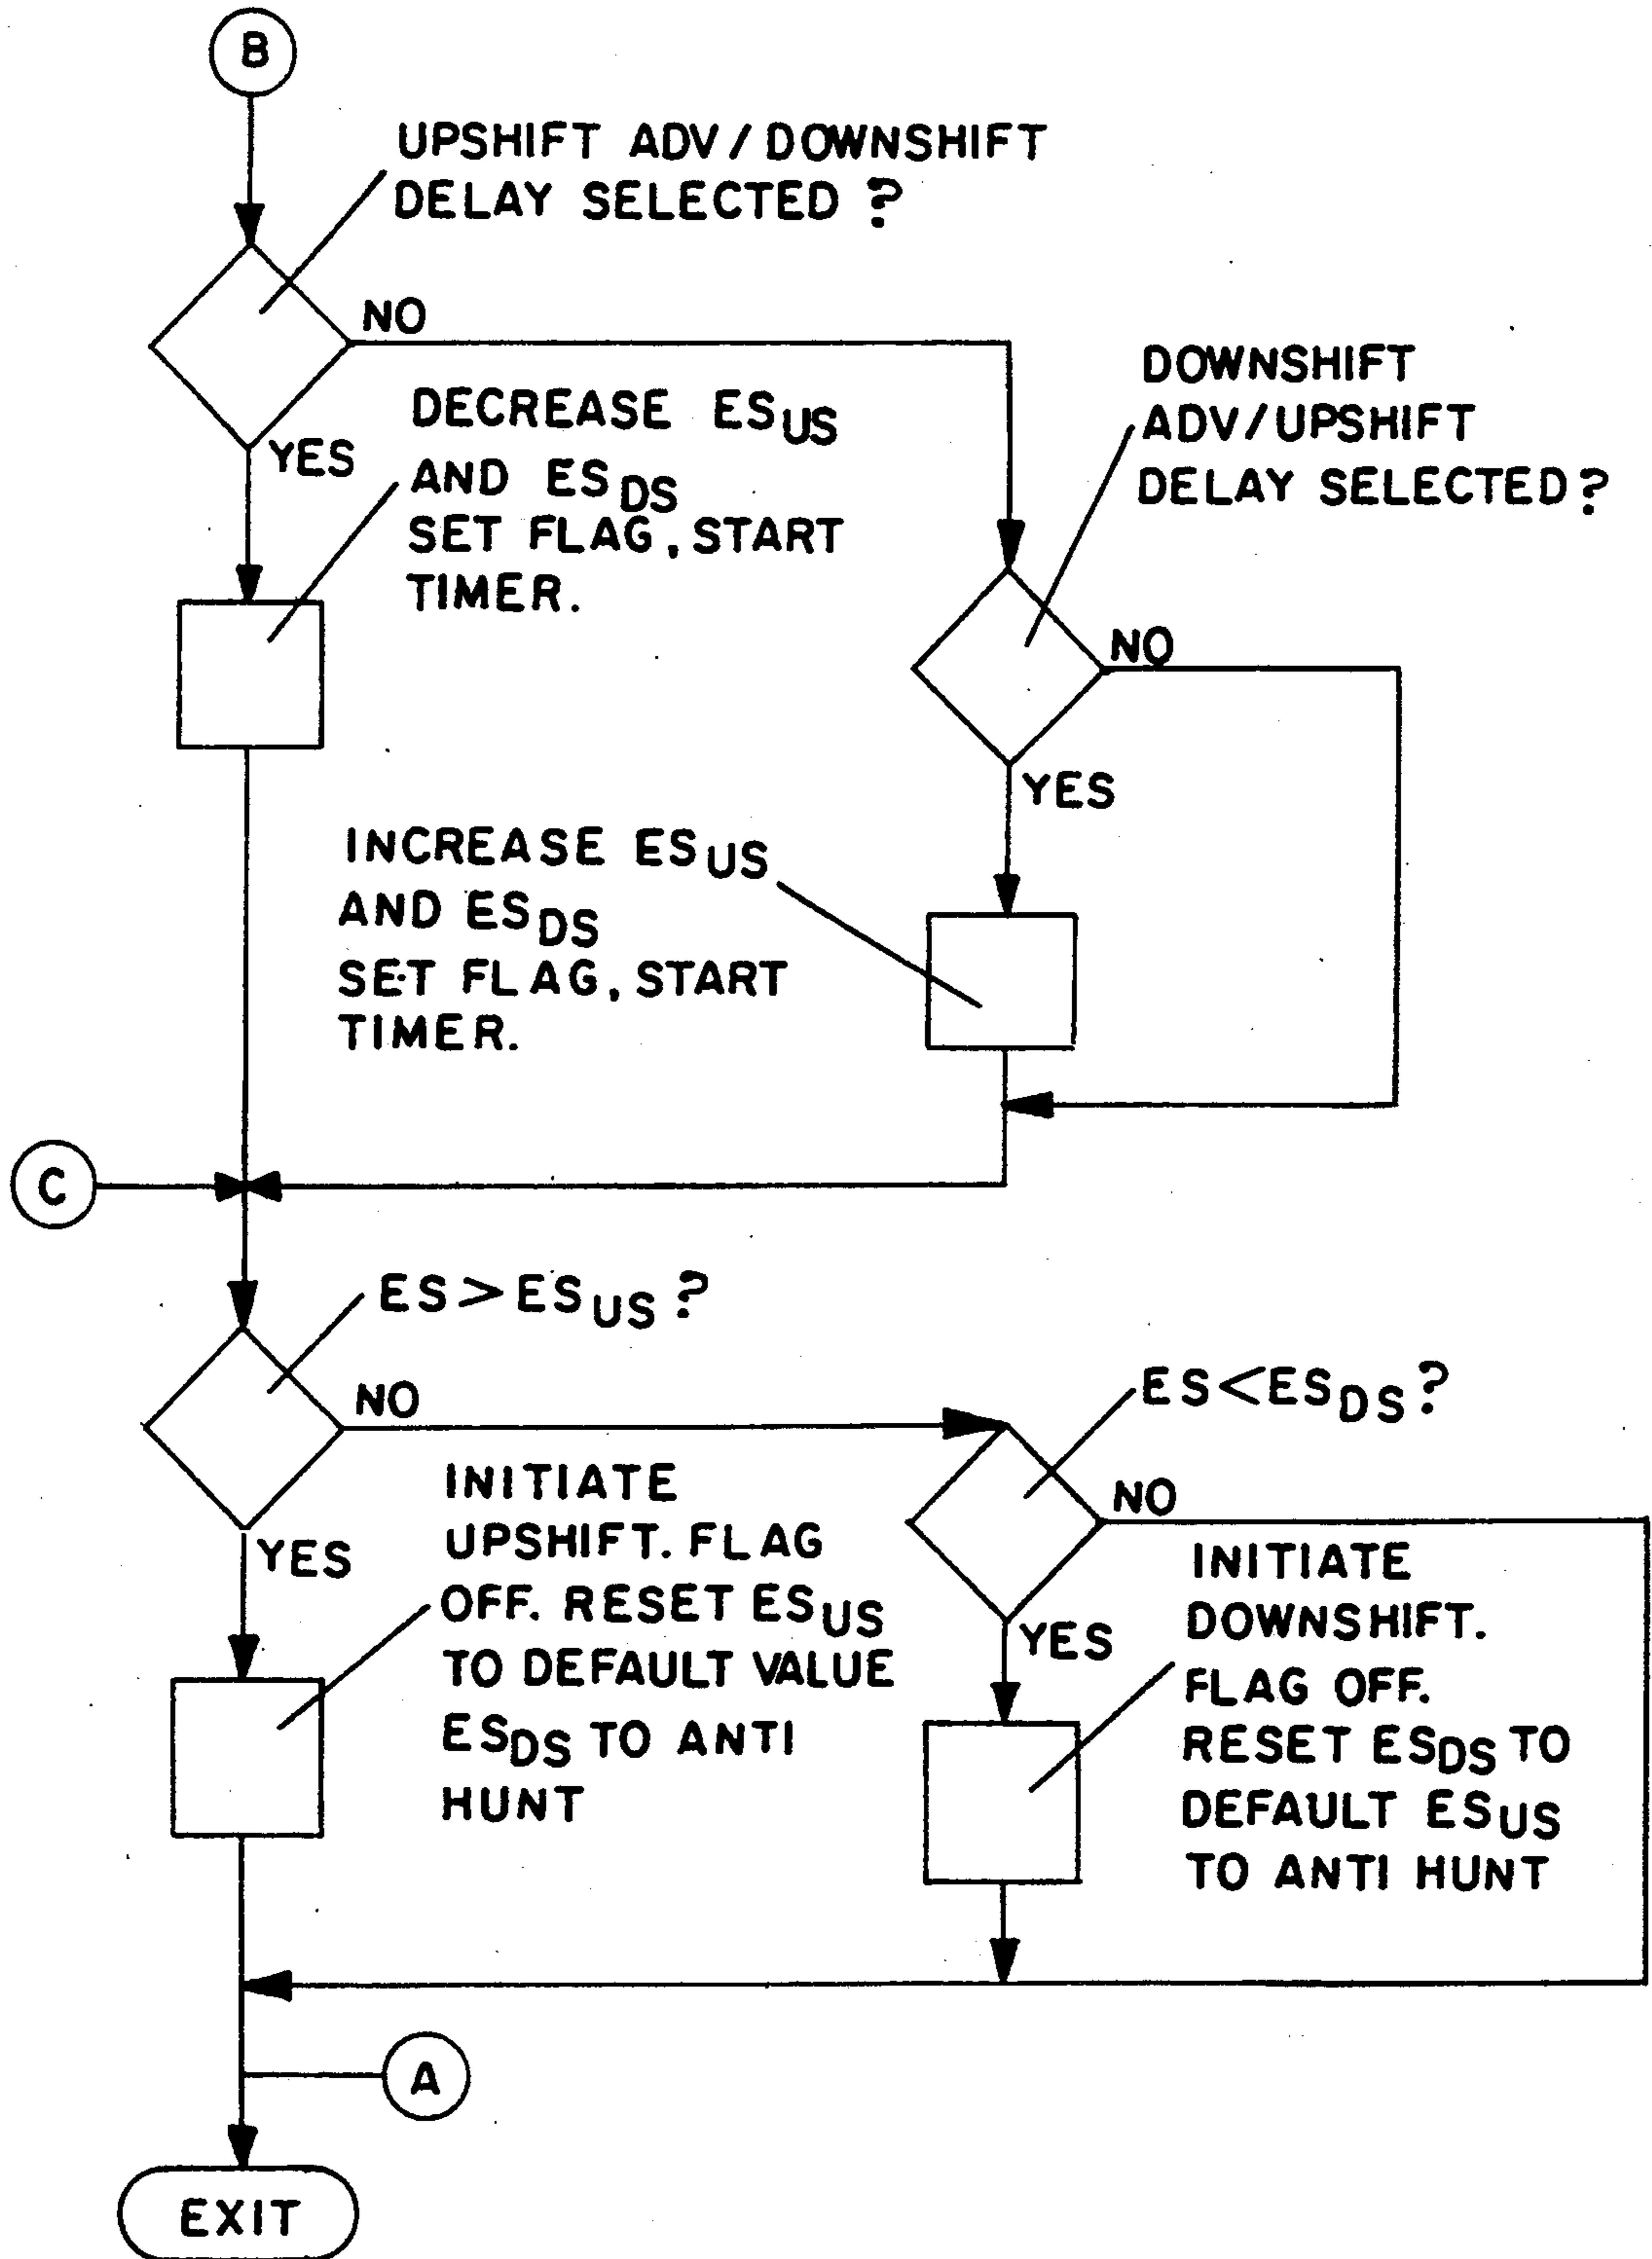 B
UPSHIFT ADV/DOWNSHIFT
DELAY SELECTED ?
NO
YES
DECREASE ESUS
AND ESDS
SET FLAG, START
TIMER.
DOWNSHIFT
ADV/UPSHIFT
DELAY SELECTED?
NO
YES
INCREASE ESUS
AND ESDS
SET FLAG, START
TIMER.
C
ES>ESUS?
NO
YES
ES<ESDS?
NO
YES
INITIATE
UPSHIFT. FLAG
OFF. RESET ESUS
TO DEFAULT VALUE
ESDS TO ANTI
HUNT
INITIATE
DOWNSHIFT.
FLAG OFF.
RESET ESDS TO
DEFAULT ESUS
TO ANTI HUNT
A
EXIT